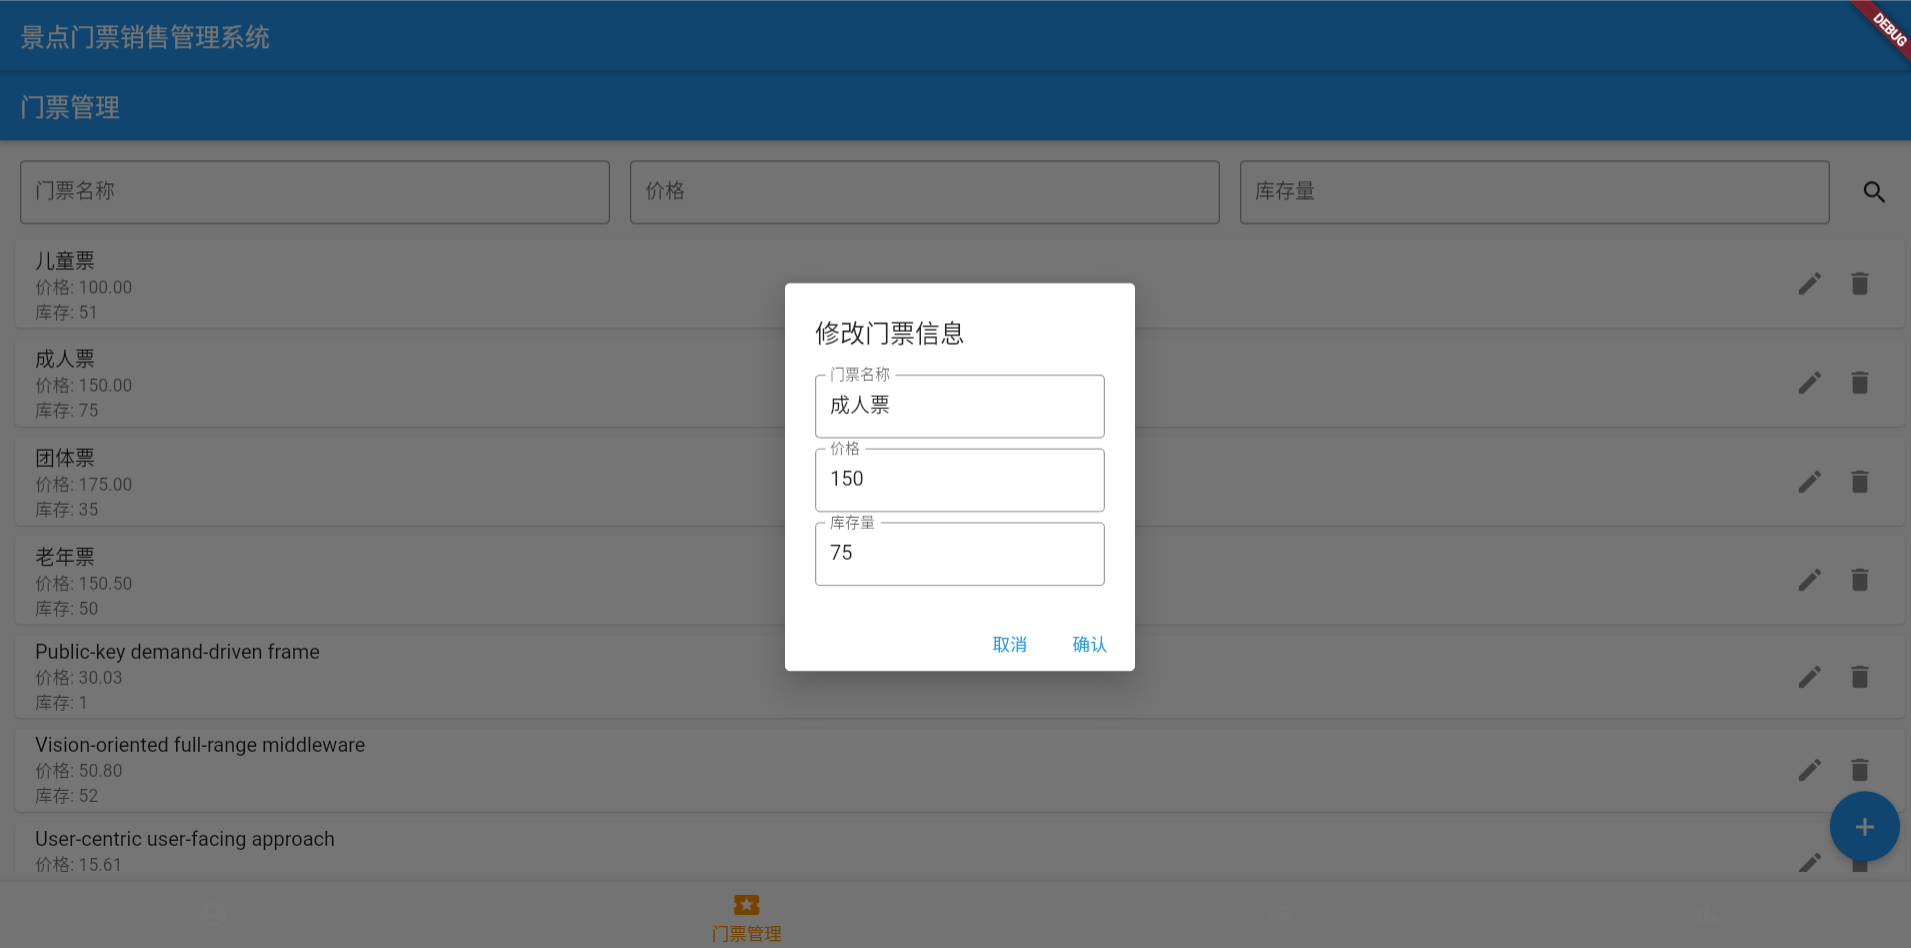 景点门票销售管理系统
DEBUG
门票管理
门票名称
价格
库存量
儿童票
价格: 100.00
库存: 51
成人票
价格: 150.00
库存: 75
团体票
价格: 175.00
库存: 35
老年票
价格: 150.50
库存: 50
Public-key demand-driven frame
价格: 30.03
库存: 1
Vision-oriented full-range middleware
价格: 50.80
库存: 52
User-centric user-facing approach
价格: 15.61
修改门票信息
门票名称
成人票
价格
150
库存量
75
取消
确认
门票管理